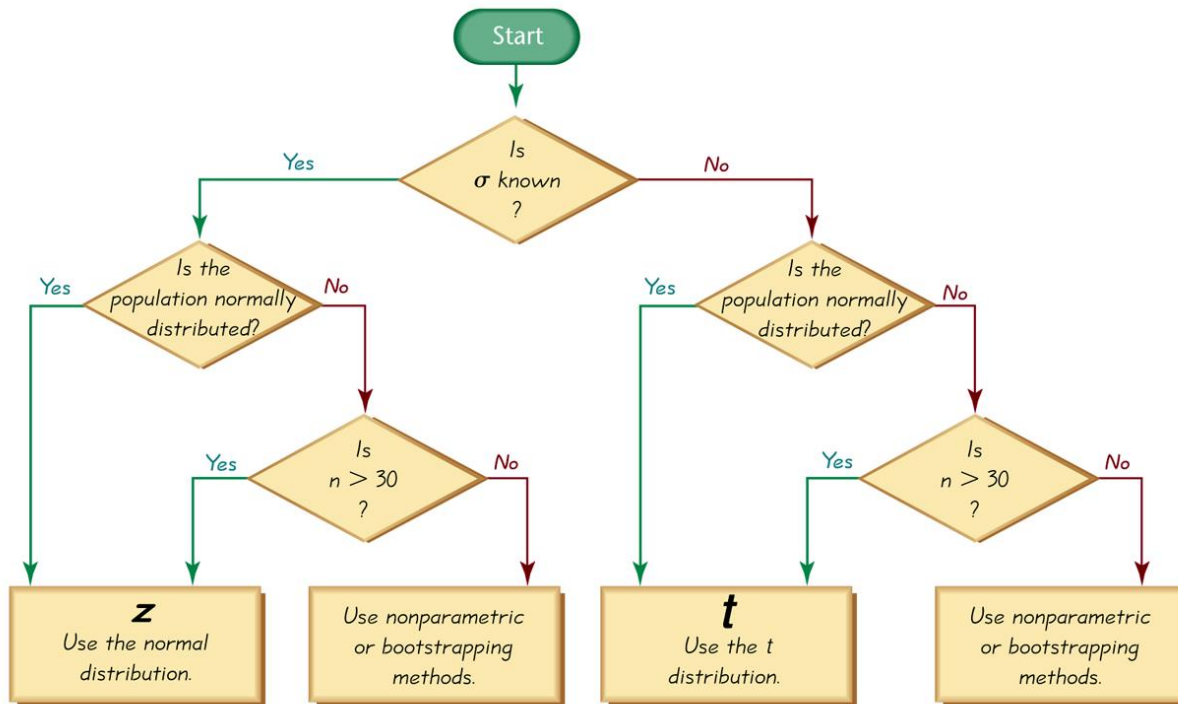 Start
Is
σ known
?
Yes
No
Is the
population normally
distributed?
Yes
No
Is the
population normally
distributed?
Yes
No
Is
n > 30
?
Yes
No
Is
n > 30
?
Yes
No
z
Use the normal
distribution.
Use nonparametric
or bootstrapping
methods.
t
Use the t
distribution.
Use nonparametric
or bootstrapping
methods.